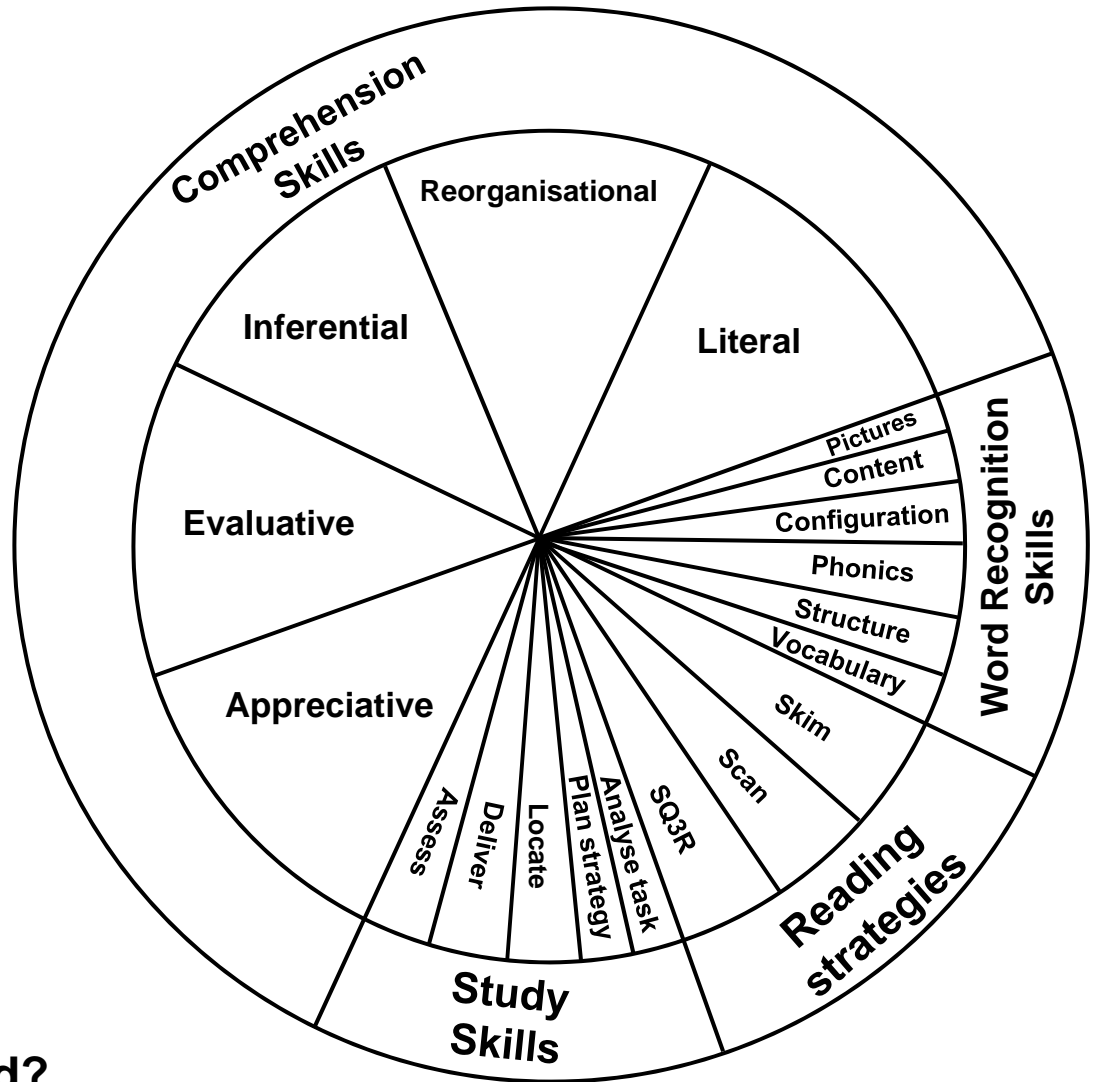 Comprehension
Skills
Reorganisational
Inferential
Literal
Evaluative
Appreciative
Pictures
Content
Configuration
Phonics
Structure
Vocabulary
Word Recognition
Skills
Skim
Scan
SQ3R
Reading
strategies
Analyse task
Plan strategy
Locate
Deliver
Assess
Study
Skills
d?